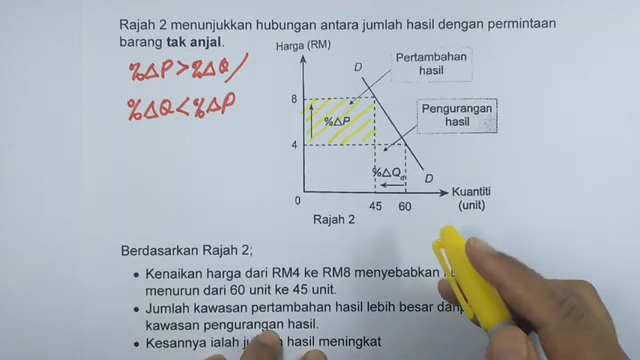 Rajah 2 menunjukkan hubungan antara jumlah hasil dengan permintaan
barang tak anjal.
%ΔP > %ΔQ/
%ΔQ < %ΔP
Harga (RM)
D
Pertambahan
hasil
8
%ΔP
Pengurangan
hasil
4
%ΔQ
D
0
45
60
Kuantiti
(unit)
Rajah 2
Berdasarkan Rajah 2;
• Kenaikan harga dari RM4 ke RM8 menyebabkan
menurun dari 60 unit ke 45 unit.
• Jumlah kawasan pertambahan hasil lebih besar
kawasan pengurangan hasil.
• Kesannya ialah hasil meningkat